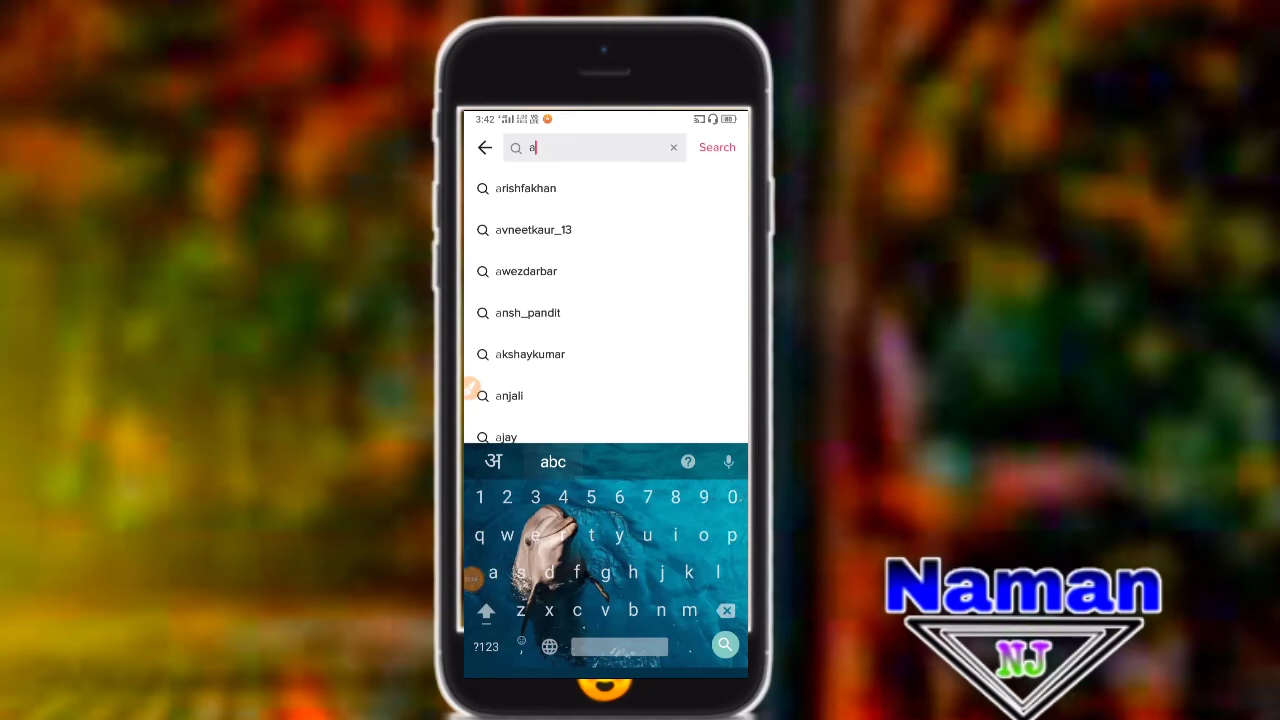 3:42
80
a
Search
arishfakhan
avneetkaur_13
awezdarbar
ansh_pandit
akshaykumar
anjali
ajay
अ
abc
?
1 2 3 4 5 6 7 8 9 0
q w e r t y u i o p
a s d f g h j k l
z x c v b n m
?123
,
.
Naman
NJ